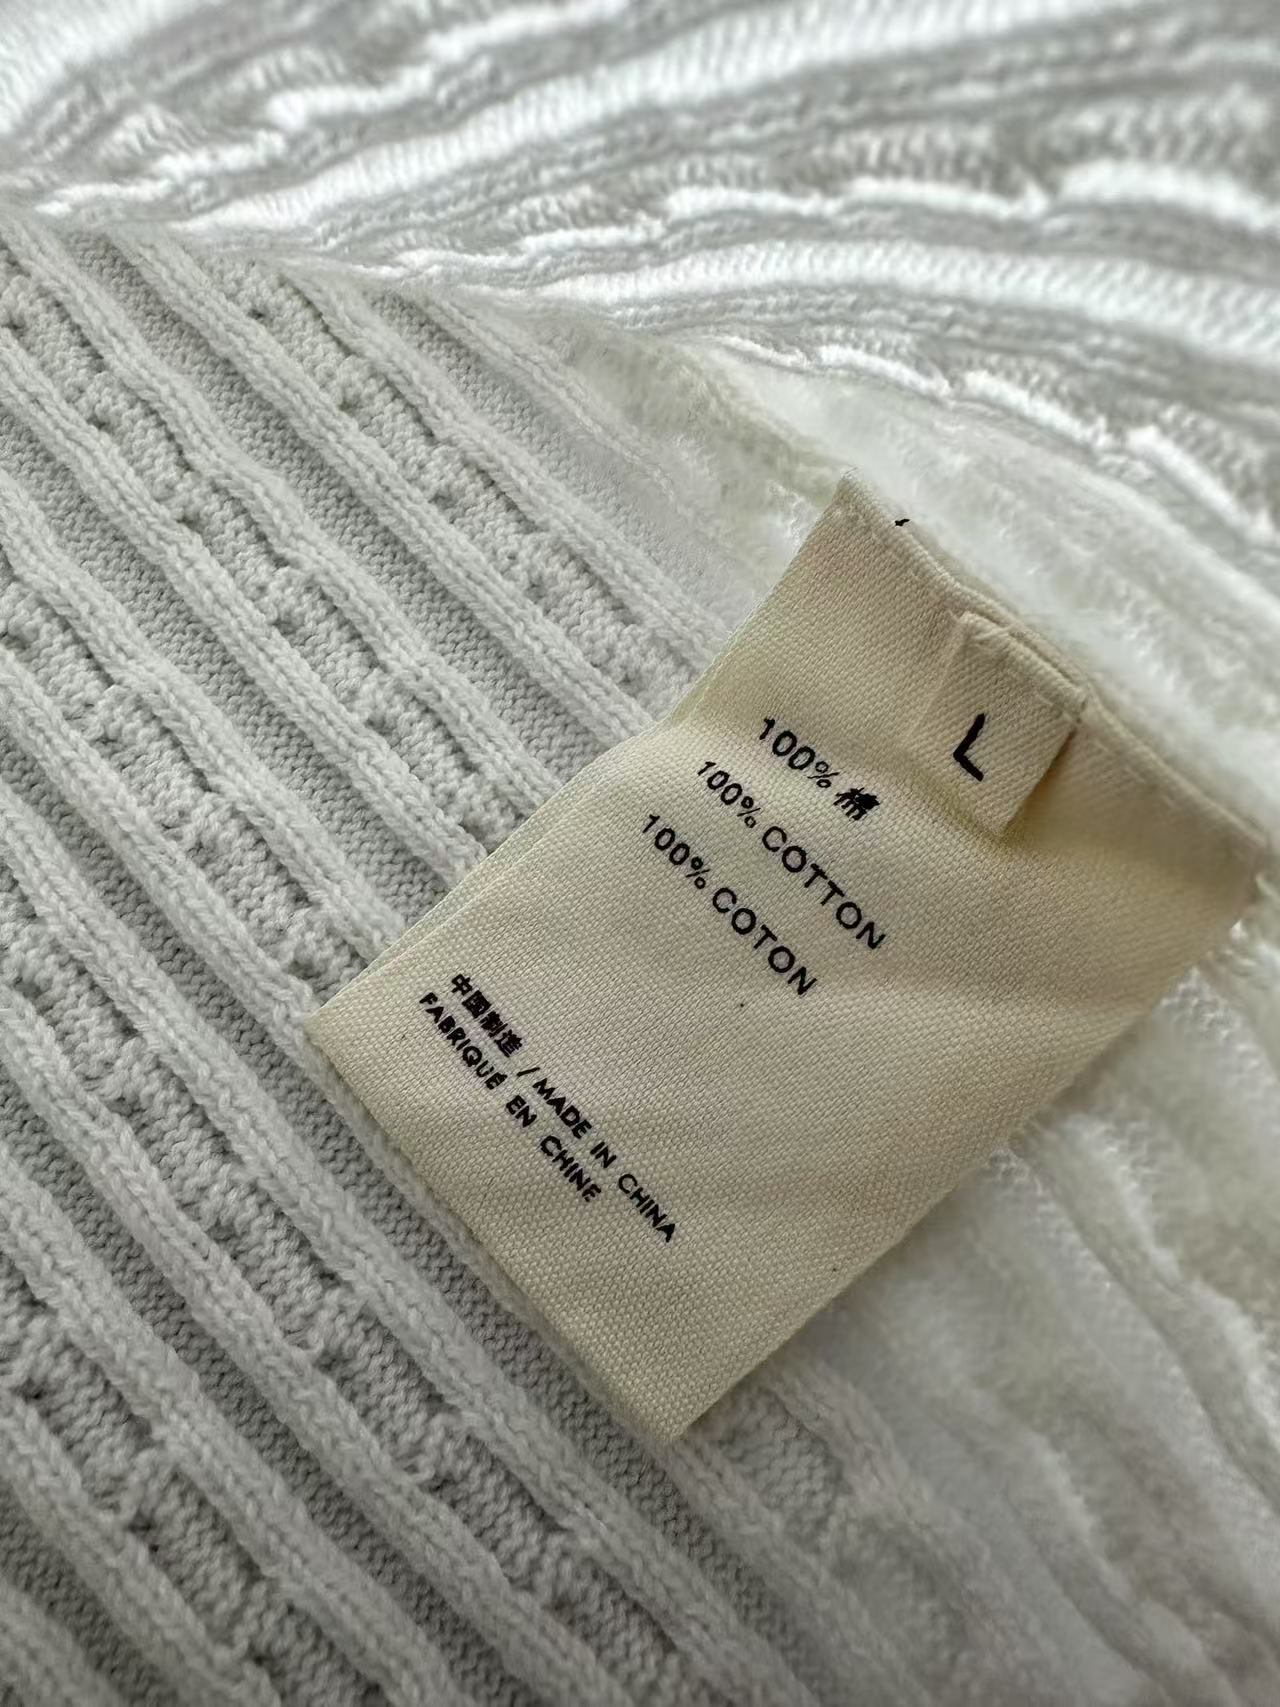 L
100% 棉
100% COTTON
100% COTON
中国制造 / MADE IN CHINA
FABRIQUÉ EN CHINE